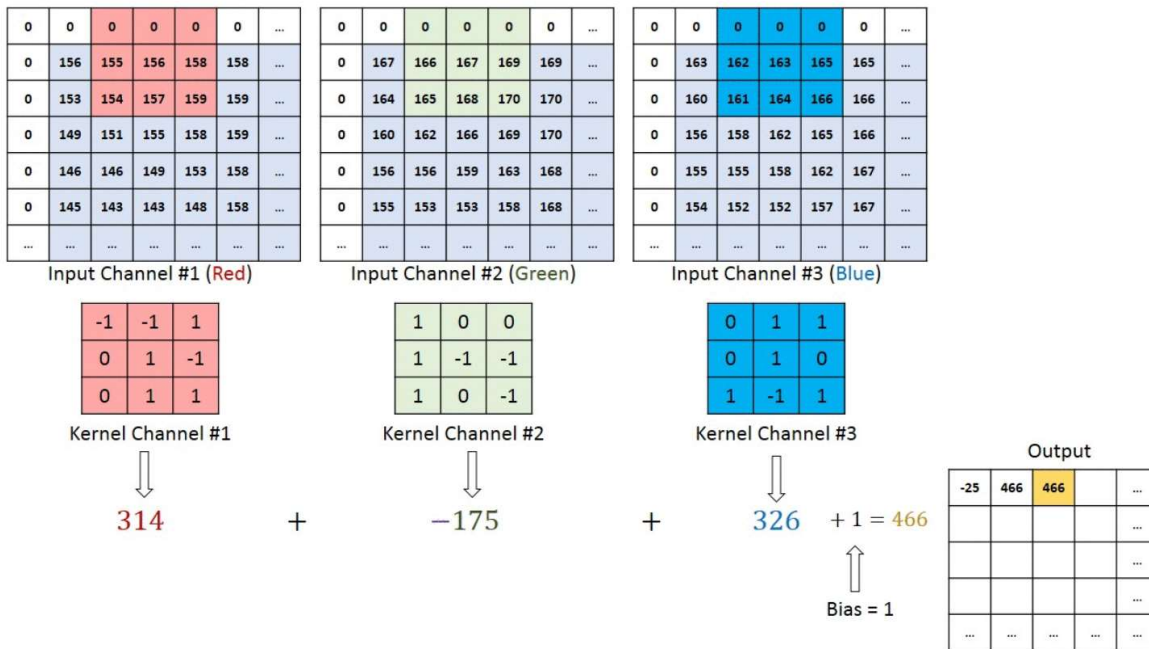 0 0 0 0 0 0 ...
0 156 155 156 158 158 ...
0 153 154 157 159 159 ...
0 149 151 155 158 159 ...
0 146 146 149 153 158 ...
0 145 143 143 148 158 ...
... ... ... ... ... ... ...
Input Channel #1 (Red)
0 0 0 0 0 0 ...
0 167 166 167 169 169 ...
0 164 165 168 170 170 ...
0 160 162 166 169 170 ...
0 156 156 159 163 168 ...
0 155 153 153 158 168 ...
... ... ... ... ... ... ...
Input Channel #2 (Green)
0 0 0 0 0 0 ...
0 163 162 163 165 165 ...
0 160 161 164 166 166 ...
0 156 158 162 165 166 ...
0 155 155 158 162 167 ...
0 154 152 152 157 167 ...
... ... ... ... ... ... ...
Input Channel #3 (Blue)
-1 -1 1
0 1 -1
0 1 1
Kernel Channel #1
1 0 0
1 -1 -1
1 0 -1
Kernel Channel #2
0 1 1
0 1 0
1 -1 1
Kernel Channel #3
314 + −175 + 326 + 1 = 466
Bias = 1
Output
-25 466 466 ...
...
...
...
... ... ... ... ...